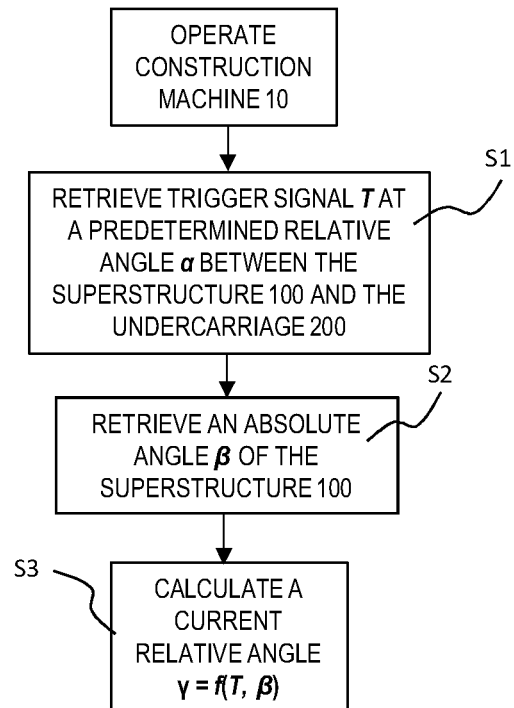 OPERATE
CONSTRUCTION
MACHINE 10
S1
RETRIEVE TRIGGER SIGNAL T AT
A PREDETERMINED RELATIVE
ANGLE α BETWEEN THE
SUPERSTRUCTURE 100 AND THE
UNDERCARRIAGE 200
S2
RETRIEVE AN ABSOLUTE
ANGLE β OF THE
SUPERSTRUCTURE 100
S3
CALCULATE A
CURRENT
RELATIVE ANGLE
γ = f(T, β)